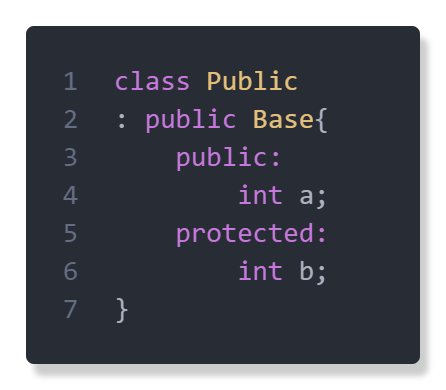 1 class Public
2 : public Base{
3     public:
4         int a;
5     protected:
6         int b;
7 }